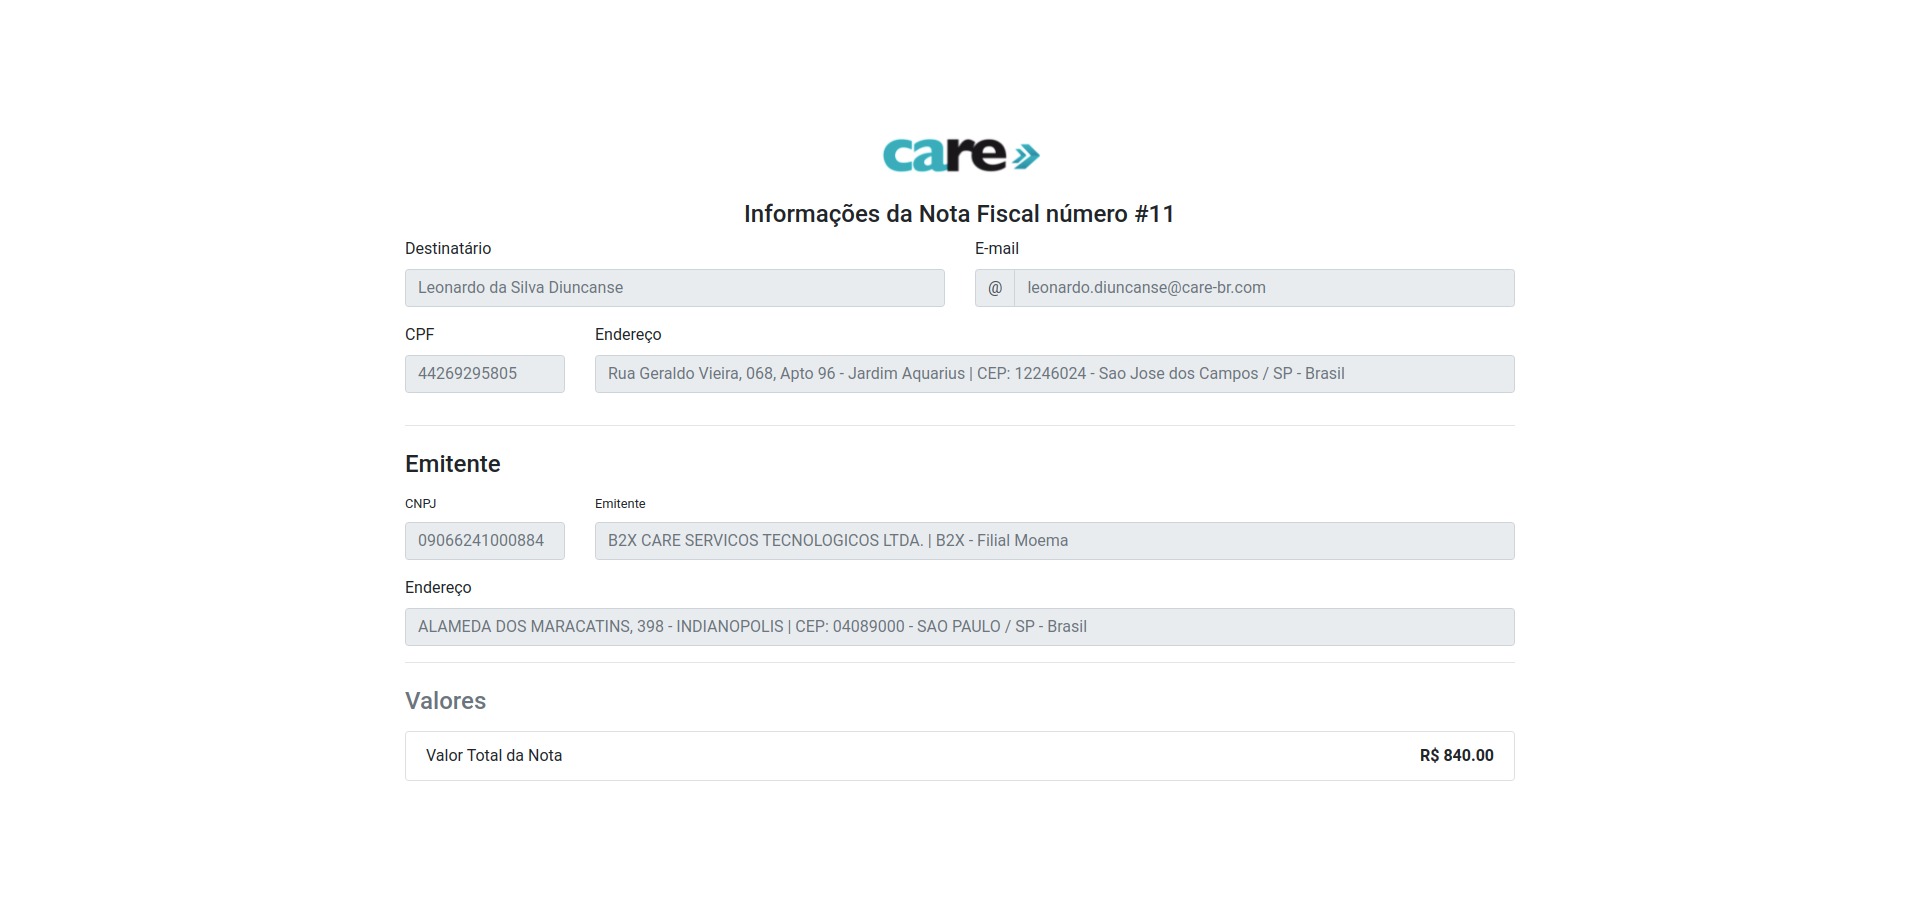 care
Informações da Nota Fiscal número #11
Destinatário
E-mail
Leonardo da Silva Diuncanse
@ leonardo.diuncanse@care-br.com
CPF
Endereço
44269295805
Rua Geraldo Vieira, 068, Apto 96 - Jardim Aquarius | CEP: 12246024 - Sao Jose dos Campos / SP - Brasil
Emitente
CNPJ
Emitente
09066241000884
B2X CARE SERVICOS TECNOLOGICOS LTDA. | B2X - Filial Moema
Endereço
ALAMEDA DOS MARACATINS, 398 - INDIANOPOLIS | CEP: 04089000 - SAO PAULO / SP - Brasil
Valores
Valor Total da Nota R$ 840.00